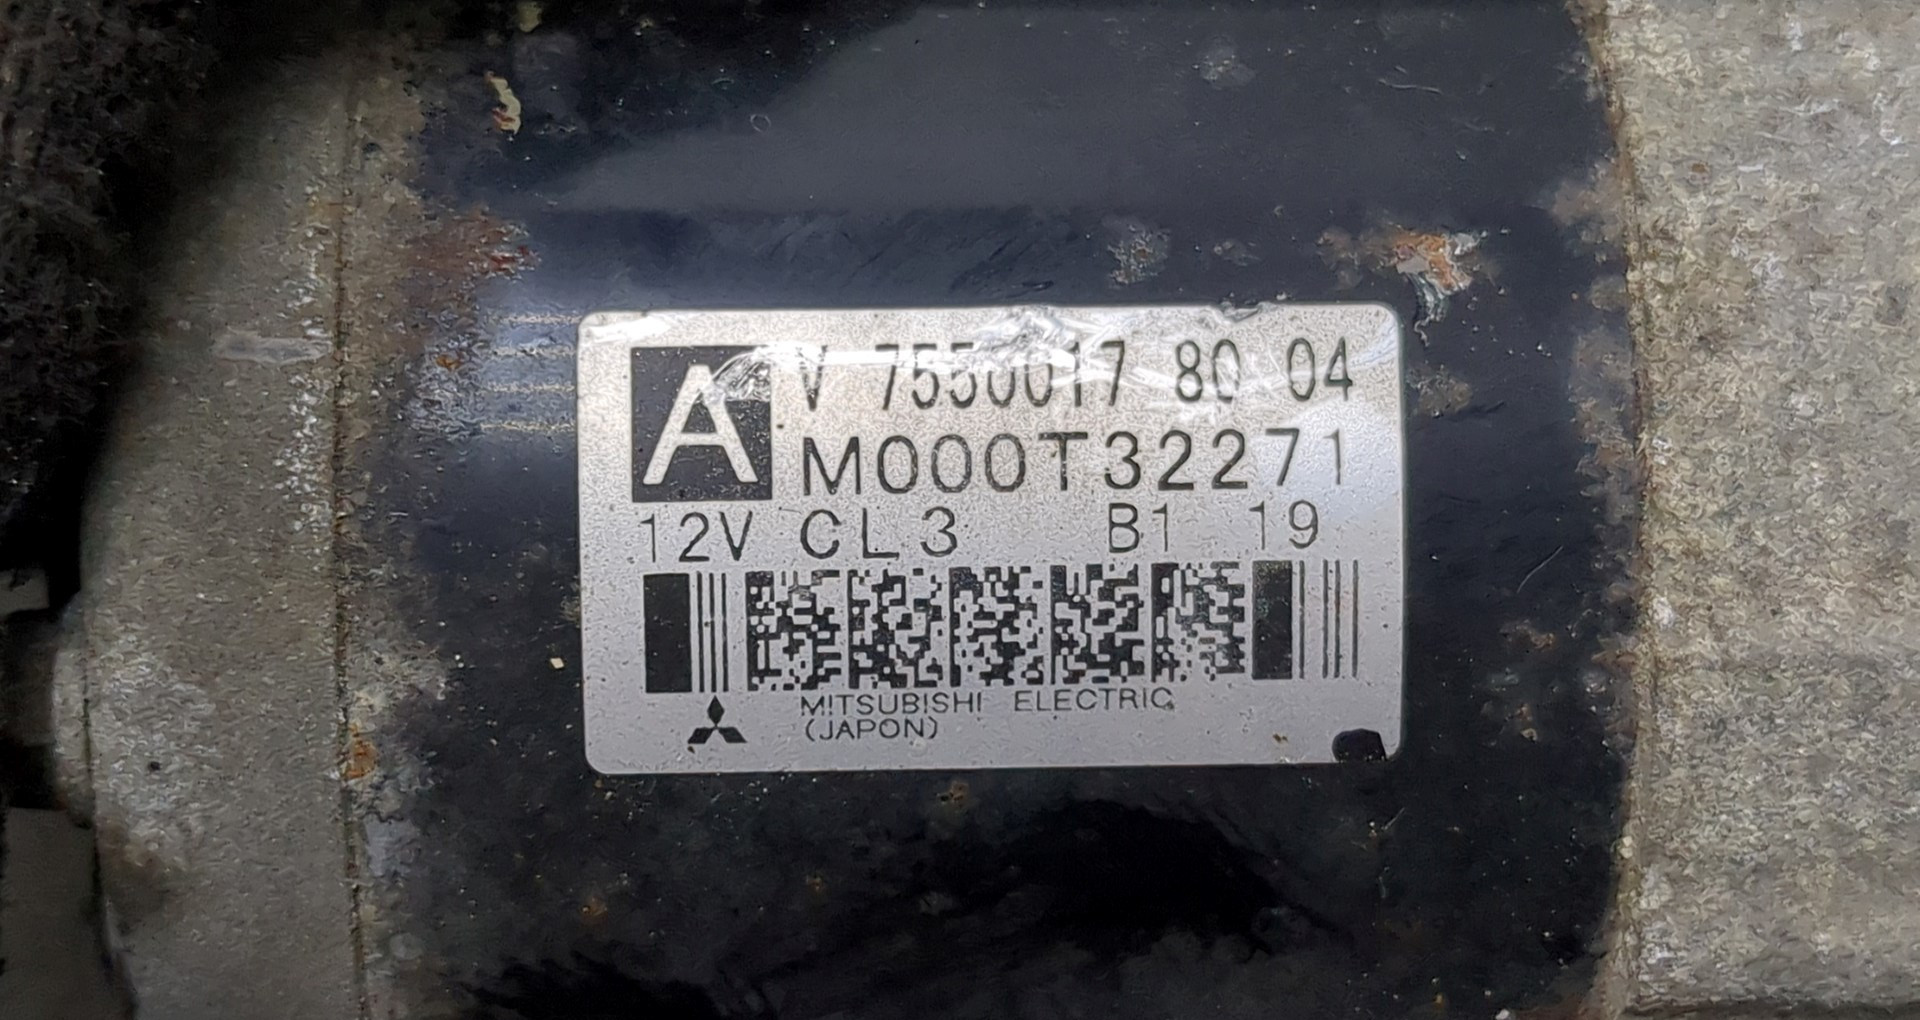 A
V 7550017 80 04
M000T32271
12V CL3 B1 19
MITSUBISHI ELECTRIC
(JAPON)